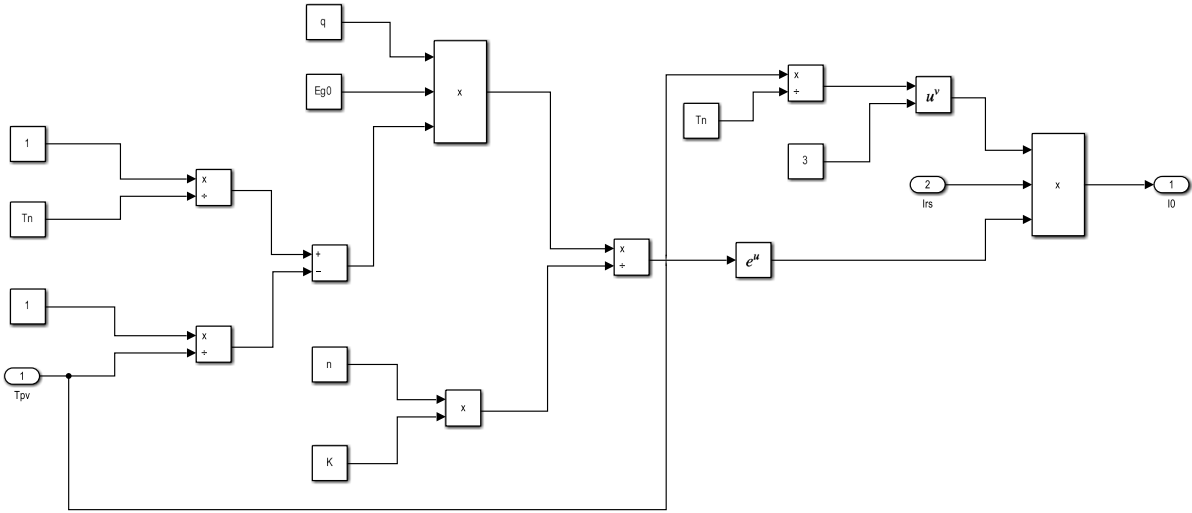 q
Eg0
x
1
x
÷
Tn
+
−
1
x
÷
1
Tpv
n
x
K
x
÷
e^u
x
÷
Tn
3
u^v
2
Irs
x
1
I0